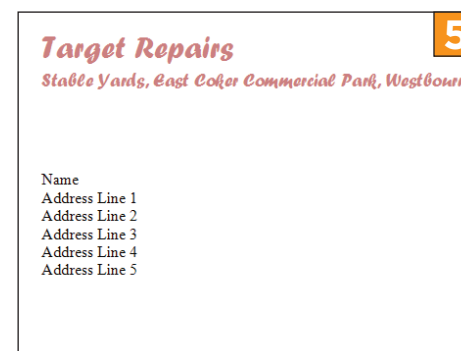 5
Target Repairs
Stable Yards, East Coker Commercial Park,
Name
Address Line 1
Address Line 2
Address Line 3
Address Line 4
Address Line 5